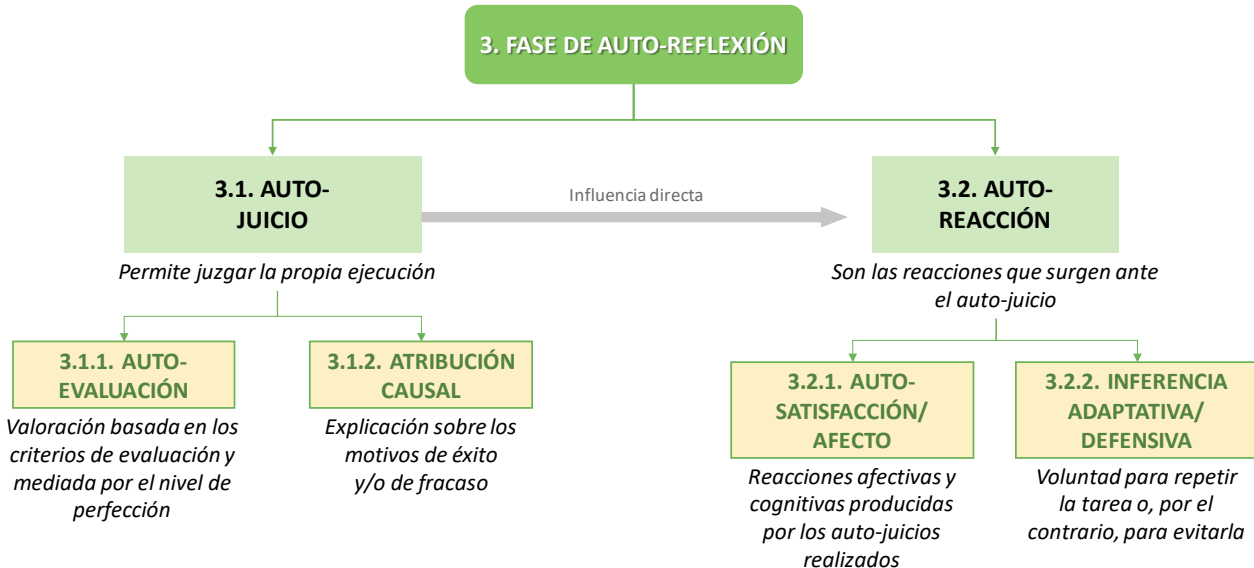 3. FASE DE AUTO-REFLEXIÓN
3.1. AUTO-
JUICIO
Influencia directa
3.2. AUTO-
REACCIÓN
Permite juzgar la propia ejecución
Son las reacciones que surgen ante
el auto-juicio
3.1.1. AUTO-
EVALUACIÓN
Valoración basada en los
criterios de evaluación y
mediada por el nivel de
perfección
3.1.2. ATRIBUCIÓN
CAUSAL
Explicación sobre los
motivos de éxito
y/o de fracaso
3.2.1. AUTO-
SATISFACCIÓN/
AFECTO
Reacciones afectivas y
cognitivas producidas
por los auto-juicios
realizados
3.2.2. INFERENCIA
ADAPTATIVA/
DEFENSIVA
Voluntad para repetir
la tarea o, por el
contrario, para evitarla